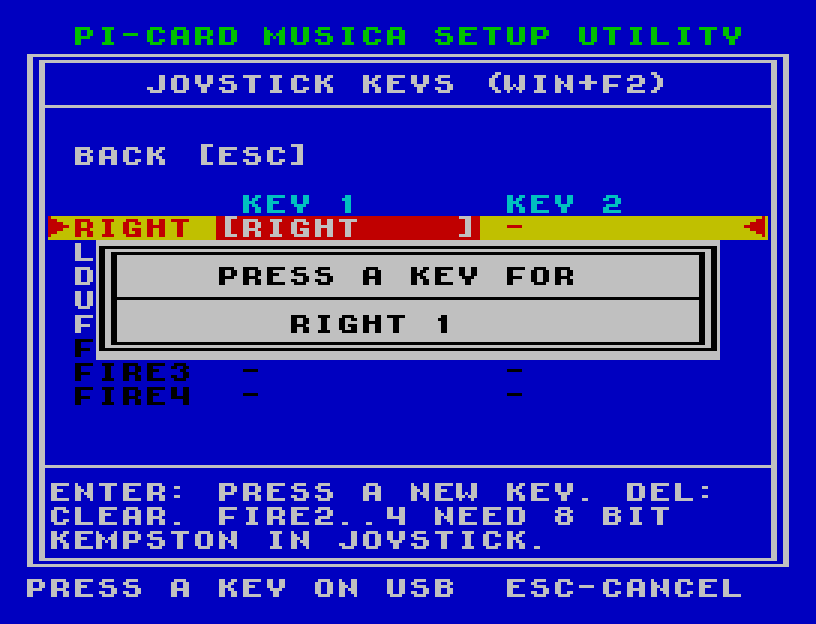 PI-CARD MUSICA SETUP UTILITY
JOYSTICK KEYS (WIN+F2)
BACK [ESC]
KEY 1 KEY 2
RIGHT [RIGHT ] -
L
D
U
F
F
PRESS A KEY FOR
RIGHT 1
FIRE3 - -
FIRE4 - -
ENTER: PRESS A NEW KEY. DEL:
CLEAR. FIRE2..4 NEED 8 BIT
KEMPSTON IN JOYSTICK.
PRESS A KEY ON USB ESC-CANCEL